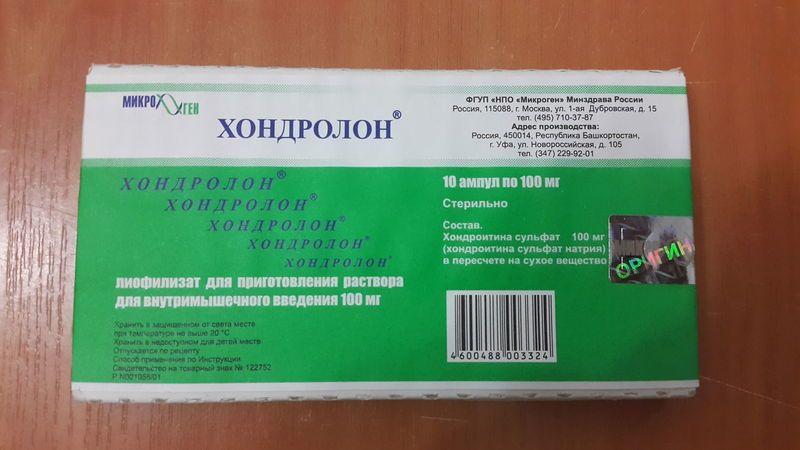 МИКРО ГЕН
ХОНДРОЛОН®
ФГУП «НПО «Микроген» Минздрава России
Россия, 115088, г. Москва, ул. 1-ая Дубровская, д. 15
тел. (495) 710-37-87
Адрес производства:
Россия, 450014, Республика Башкортостан,
г. Уфа, ул. Новороссийская, д. 105
тел. (347) 229-92-01
ХОНДРОЛОН®
ХОНДРОЛОН®
ХОНДРОЛОН®
ХОНДРОЛОН®
ХОНДРОЛОН®
лиофилизат для приготовления раствора
для внутримышечного введения 100 мг
10 ампул по 100 мг
Стерильно
Состав.
Хондроитина сульфат 100 мг
(хондроитина сульфат натрия)
в пересчете на сухое вещество
ОРИГИН
Хранить в защищенном от света месте
при температуре не выше 20 °C
Хранить в недоступном для детей месте
Отпускается по рецепту
Способ применения по Инструкции
Свидетельство на товарный знак № 122752
Р N001056/01
4600488 003324